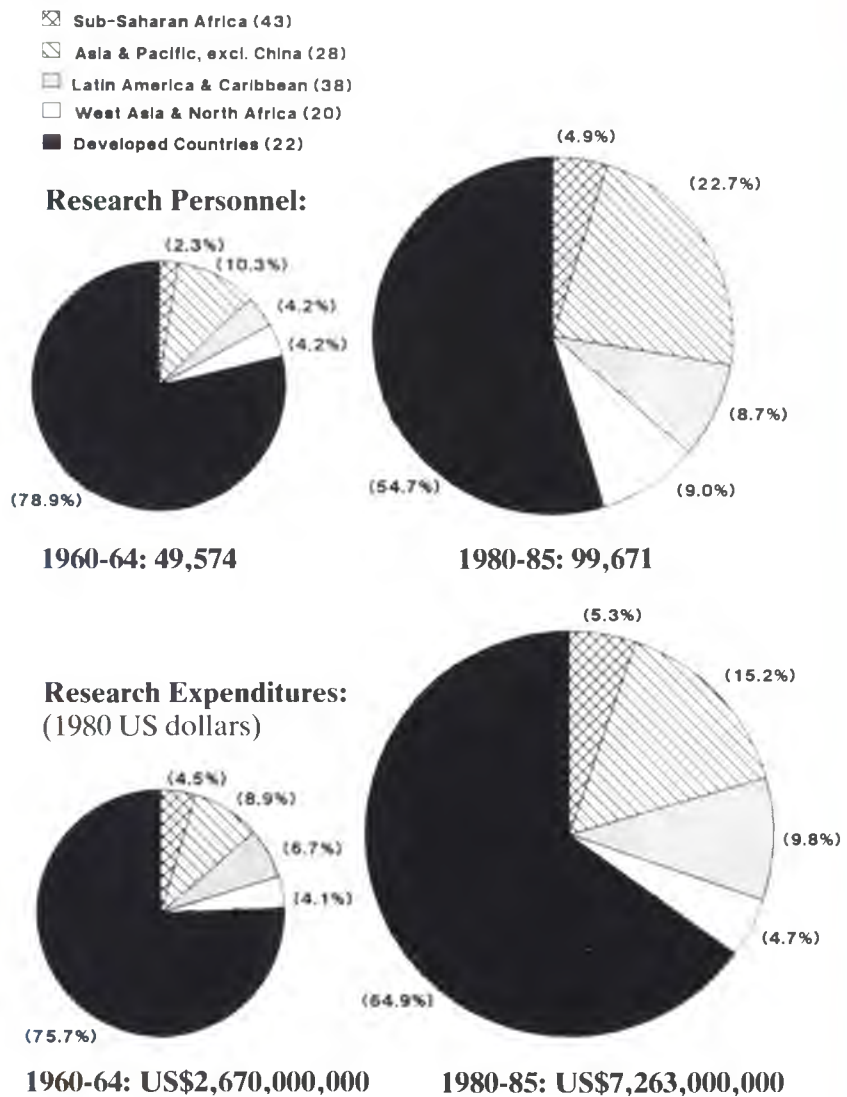 Sub-Saharan Africa (43)
Asia & Pacific, excl. China (28)
Latin America & Caribbean (38)
West Asia & North Africa (20)
Developed Countries (22)
Research Personnel:
(2.3%)
(10.3%)
(4.2%)
(4.2%)
(78.9%)
1960-64: 49,574
(4.9%)
(22.7%)
(8.7%)
(9.0%)
(54.7%)
1980-85: 99,671
Research Expenditures:
(1980 US dollars)
(4.5%)
(8.9%)
(6.7%)
(4.1%)
(75.7%)
1960-64: US$2,670,000,000
(5.3%)
(15.2%)
(9.8%)
(4.7%)
(64.9%)
1980-85: US$7,263,000,000